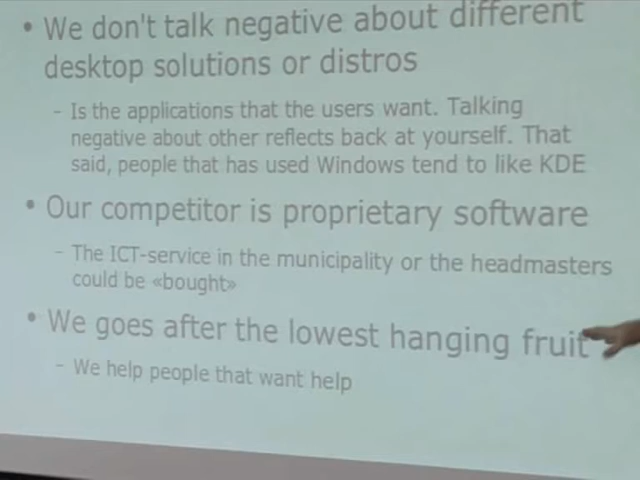 • We don't talk negative about different
desktop solutions or distros
– Is the applications that the users want. Talking
negative about other reflects back at yourself. That
said, people that has used Windows tend to like KDE
• Our competitor is proprietary software
– The ICT-service in the municipality or the headmasters
could be «bought»
• We goes after the lowest hanging fruit
– We help people that want help